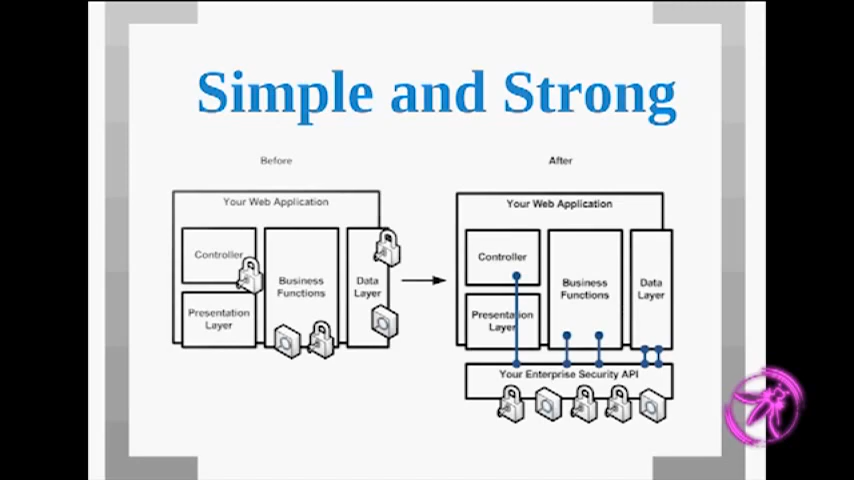 Simple and Strong
Before
Your Web Application
Controller
Presentation
Layer
Business
Functions
Data
Layer
After
Your Web Application
Controller
Presentation
Layer
Business
Functions
Data
Layer
Your Enterprise Security API